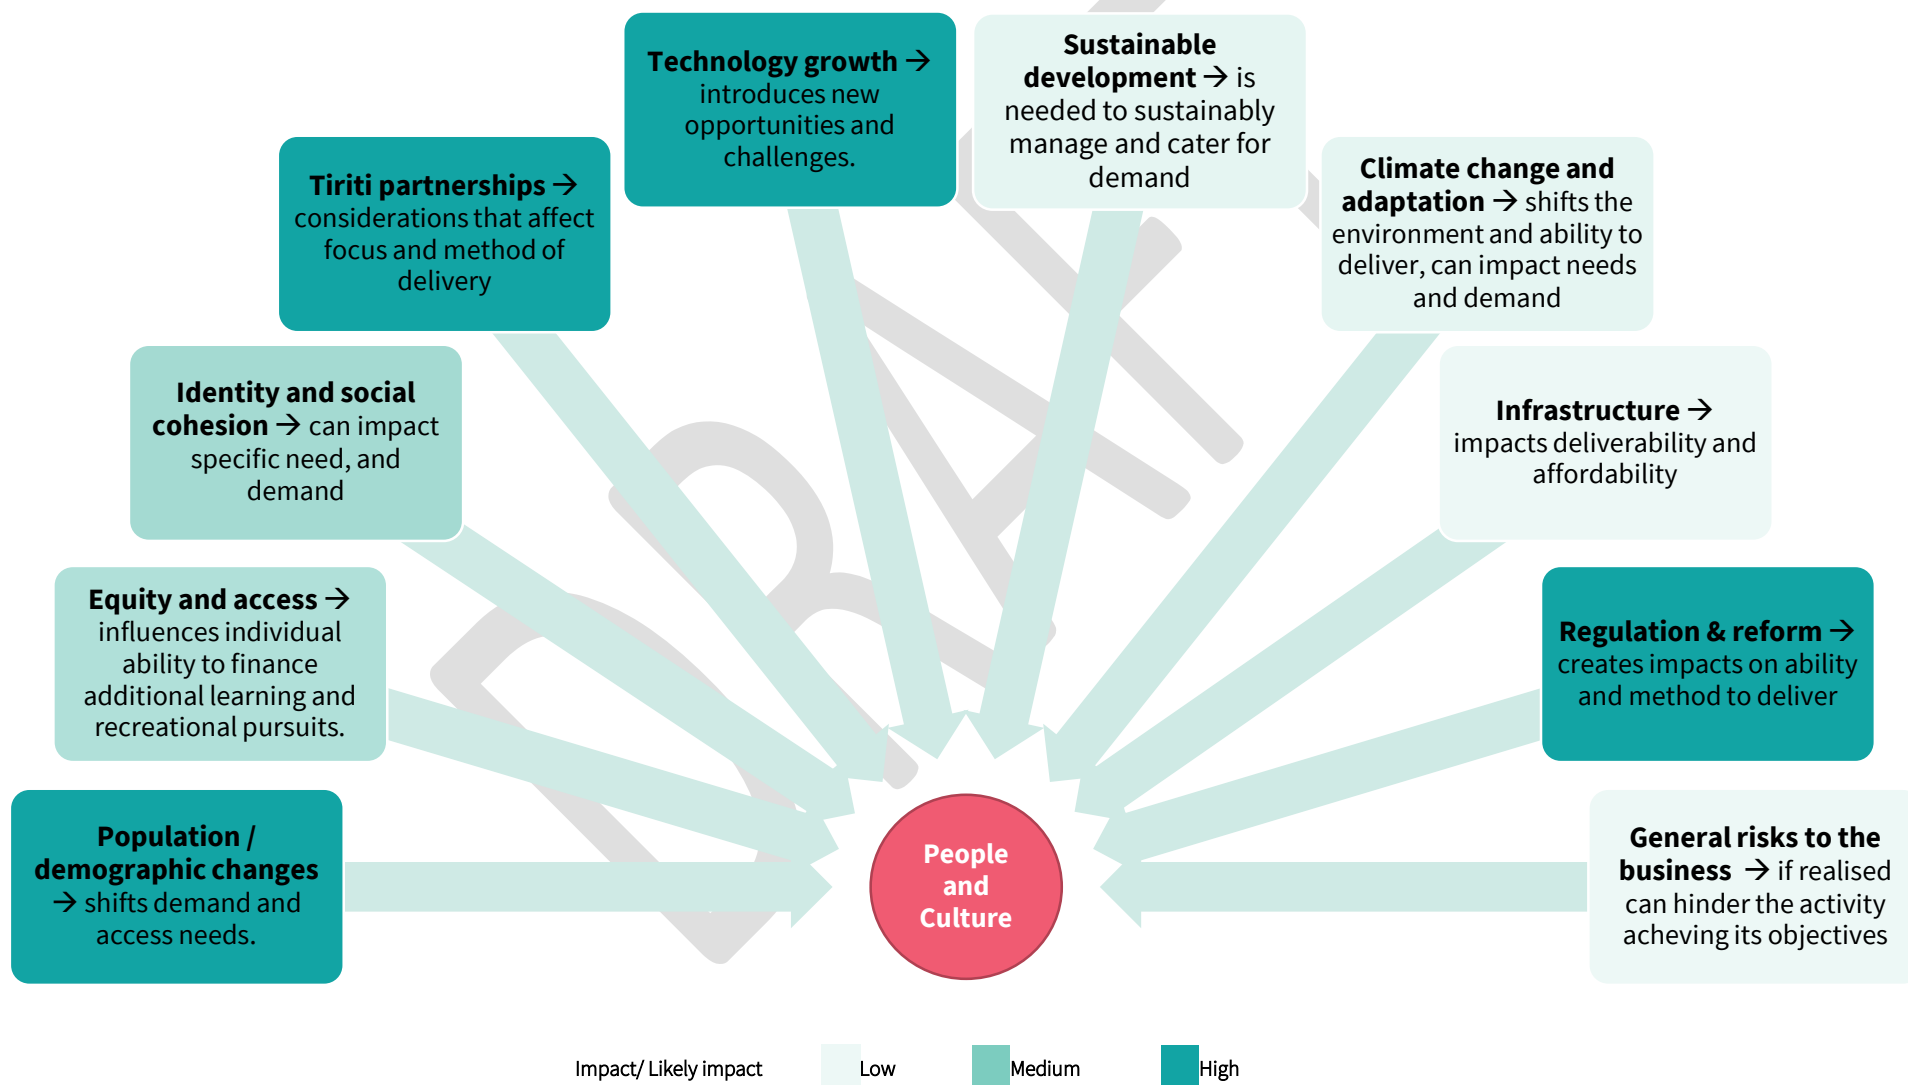 Technology growth →
introduces new
opportunities and
challenges.
Sustainable
development → is
needed to sustainably
manage and cater for
demand
Tiriti partnerships →
considerations that affect
focus and method of
delivery
Climate change and
adaptation → shifts the
environment and ability to
deliver, can impact needs
and demand
Identity and social
cohesion → can impact
specific need, and
demand
Infrastructure →
impacts deliverability and
affordability
Equity and access →
influences individual
ability to finance
additional learning and
recreational pursuits.
Regulation & reform →
creates impacts on ability
and method to deliver
Population /
demographic changes
→ shifts demand and
access needs.
People
and
Culture
General risks to the
business → if realised
can hinder the activity
acheving its objectives
Impact/ Likely impact
Low
Medium
High
DRAFT